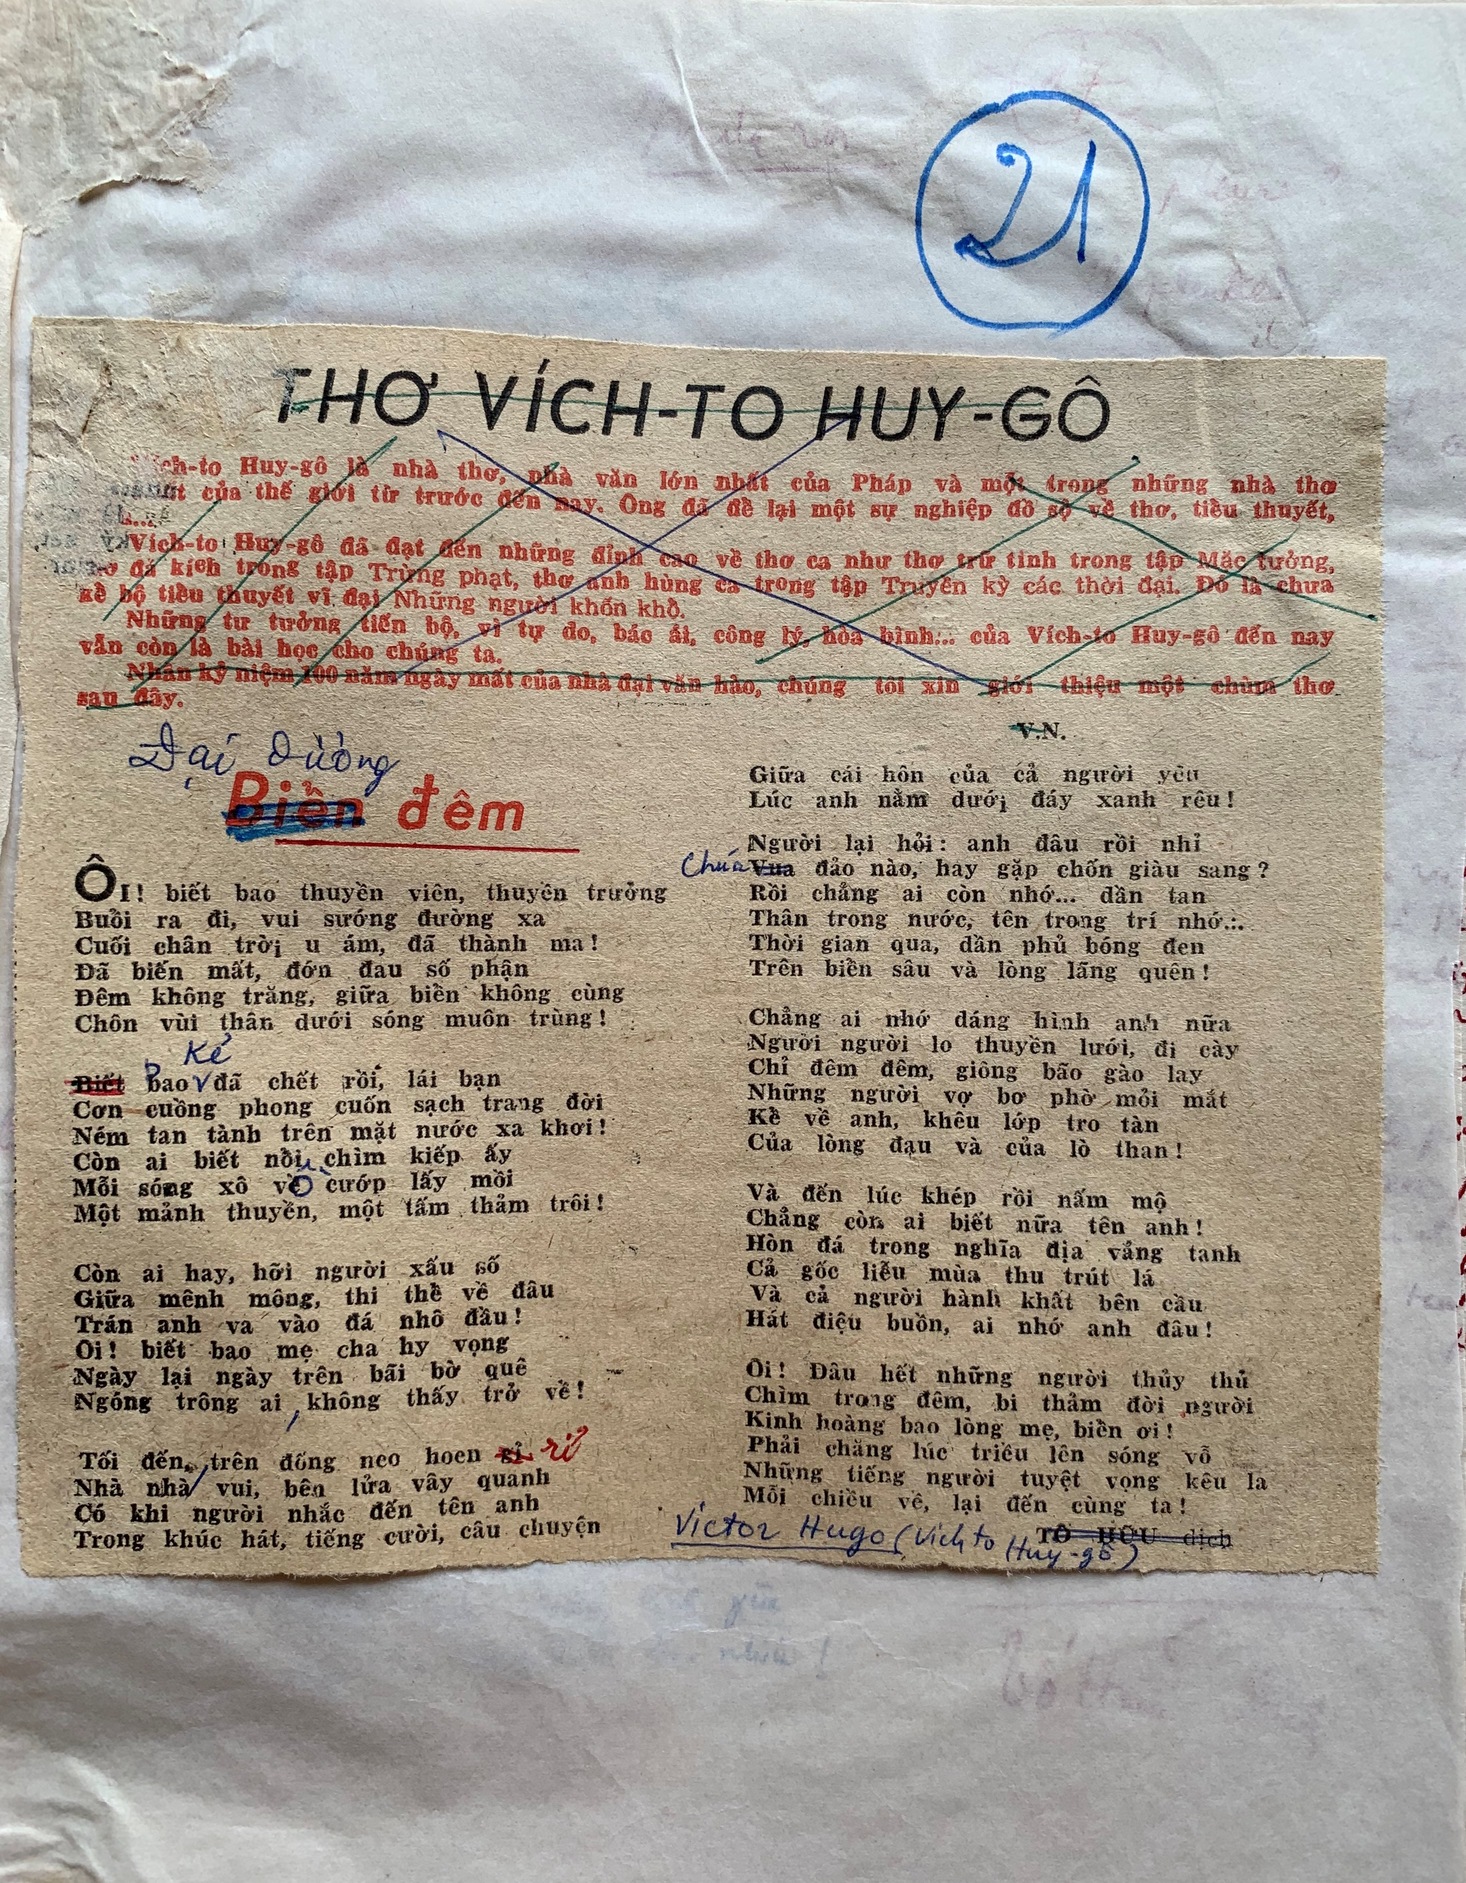 21
THƠ VÍCH-TO HUY-GÔ
Vích-to Huy-gô là nhà thơ, nhà văn lớn nhất của Pháp và một trong những nhà thơ
của thế giới từ trước đến nay. Ông đã để lại một sự nghiệp đồ sộ về thơ, tiểu thuyết,
Vích-to Huy-gô đã đạt đến những đỉnh cao về thơ ca như thơ trữ tình trong tập Mặc tưởng,
đả kích trong tập Trừng phạt, thơ anh hùng ca trong tập Truyền kỳ các thời đại. Đó là chưa
kể bộ tiểu thuyết vĩ đại Những người khốn khổ.
Những tư tưởng tiến bộ, vì tự do, bác ái, công lý, hòa bình... của Vích-to Huy-gô đến nay
vẫn còn là bài học cho chúng ta.
Nhân kỷ niệm 100 năm ngày mất của nhà đại văn hào, chúng tôi xin giới thiệu một chùm thơ
sau đây.
V.N.
Đại dương
Biển đêm
ÔI! biết bao thuyền viên, thuyền trưởng
Buổi ra đi, vui sướng đường xa
Cuối chân trời u ám, đã thành ma!
Đã biến mất, đớn đau số phận
Đêm không trăng, giữa biển không cùng
Chôn vùi thân dưới sóng muôn trùng!
Kẻ
Biết bao đã chết rồi, lái bạn
Cơn cuồng phong cuốn sạch trang đời
Ném tan tành trên mặt nước xa khơi!
Còn ai biết nỗi chìm kiếp ấy
Mỗi sóng xô về cướp lấy mồi
Một mảnh thuyền, một tấm thảm trôi!
Còn ai hay, hỡi người xấu số
Giữa mênh mông, thi thể về đâu
Trán anh va vào đá nhô đầu!
Ôi! biết bao mẹ cha hy vọng
Ngày lại ngày trên bãi bờ quê
Ngóng trông ai, không thấy trở về!
Tối đến, trên đống neo hoen gỉ rỉ
Nhà nhà vui, bên lửa vây quanh
Có khi người nhắc đến tên anh
Trong khúc hát, tiếng cười, câu chuyện
Giữa cái hôn của cả người yêu
Lúc anh nằm dưới đáy xanh rêu!
Người lại hỏi: anh đâu rồi nhỉ
Chúa Vua đảo nào, hay gặp chốn giàu sang?
Rồi chẳng ai còn nhớ... dần tan
Thân trong nước, tên trong trí nhớ...
Thời gian qua, dần phủ bóng đen
Trên biển sâu và lòng lãng quên!
Chẳng ai nhớ dáng hình anh nữa
Người người lo thuyền lưới, đi cày
Chỉ đêm đêm, giông bão gào lay
Những người vợ bơ phờ mỏi mắt
Kể về anh, khêu lớp tro tàn
Của lòng đau và của lò than!
Và đến lúc khép rồi nấm mộ
Chẳng còn ai biết nữa tên anh!
Hòn đá trong nghĩa địa vắng tanh
Cả gốc liễu mùa thu trút lá
Và cả người hành khất bên cầu
Hát điệu buồn, ai nhớ anh đâu!
Ôi! Đâu hết những người thủy thủ
Chìm trong đêm, bi thảm đời người
Kinh hoàng bao lòng mẹ, biển ơi!
Phải chăng lúc triều lên sóng vỗ
Những tiếng người tuyệt vọng kêu la
Mỗi chiều về, lại đến cùng ta!
TỐ HỮU dịch
Victor Hugo (Vích to Huy-gô)